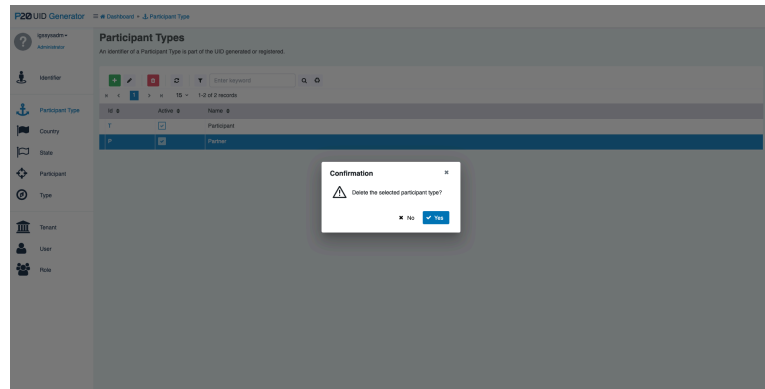 P20 UID Generator
Dashboard
Participant Type
Administrator
Participant Types
An identifier of a Participant Type is part of the UID generated or registered.
Identifier
Enter keyword
1
15
1-2 of 2 records
Id Active Name
T Participant
P Partner
Participant Type
Country
State
Participant
Type
Tenant
User
Role
Confirmation
Delete the selected participant type?
No Yes